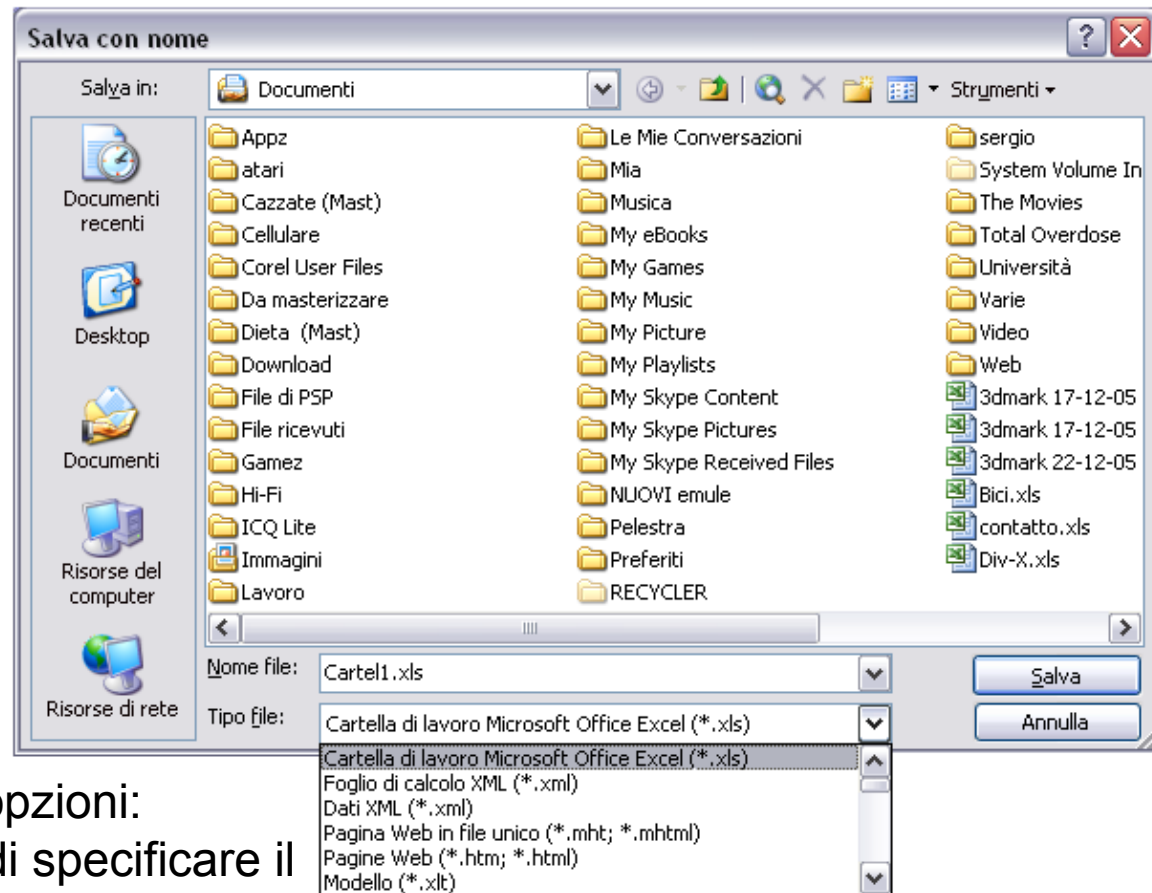 Salva con nome
Salva in:
Documenti
Strumenti
Documenti recenti
Desktop
Documenti
Risorse del computer
Risorse di rete
Appz
atari
Cazzate (Mast)
Cellulare
Corel User Files
Da masterizzare
Dieta (Mast)
Download
File di PSP
File ricevuti
Gamez
Hi-Fi
ICQ Lite
Immagini
Lavoro
Le Mie Conversazioni
Mia
Musica
My eBooks
My Games
My Music
My Picture
My Playlists
My Skype Content
My Skype Pictures
My Skype Received Files
NUOVI emule
Pelestra
Preferiti
RECYCLER
sergio
System Volume In
The Movies
Total Overdose
Università
Varie
Video
Web
3dmark 17-12-05
3dmark 17-12-05
3dmark 22-12-05
Bici.xls
contatto.xls
Div-X.xls
Nome file:
Cartel1.xls
Salva
Tipo file:
Cartella di lavoro Microsoft Office Excel (*.xls)
Annulla
Cartella di lavoro Microsoft Office Excel (*.xls)
Foglio di calcolo XML (*.xml)
Dati XML (*.xml)
Pagina Web in file unico (*.mht; *.mhtml)
Pagine Web (*.htm; *.html)
Modello (*.xlt)
opzioni:
di specificare il